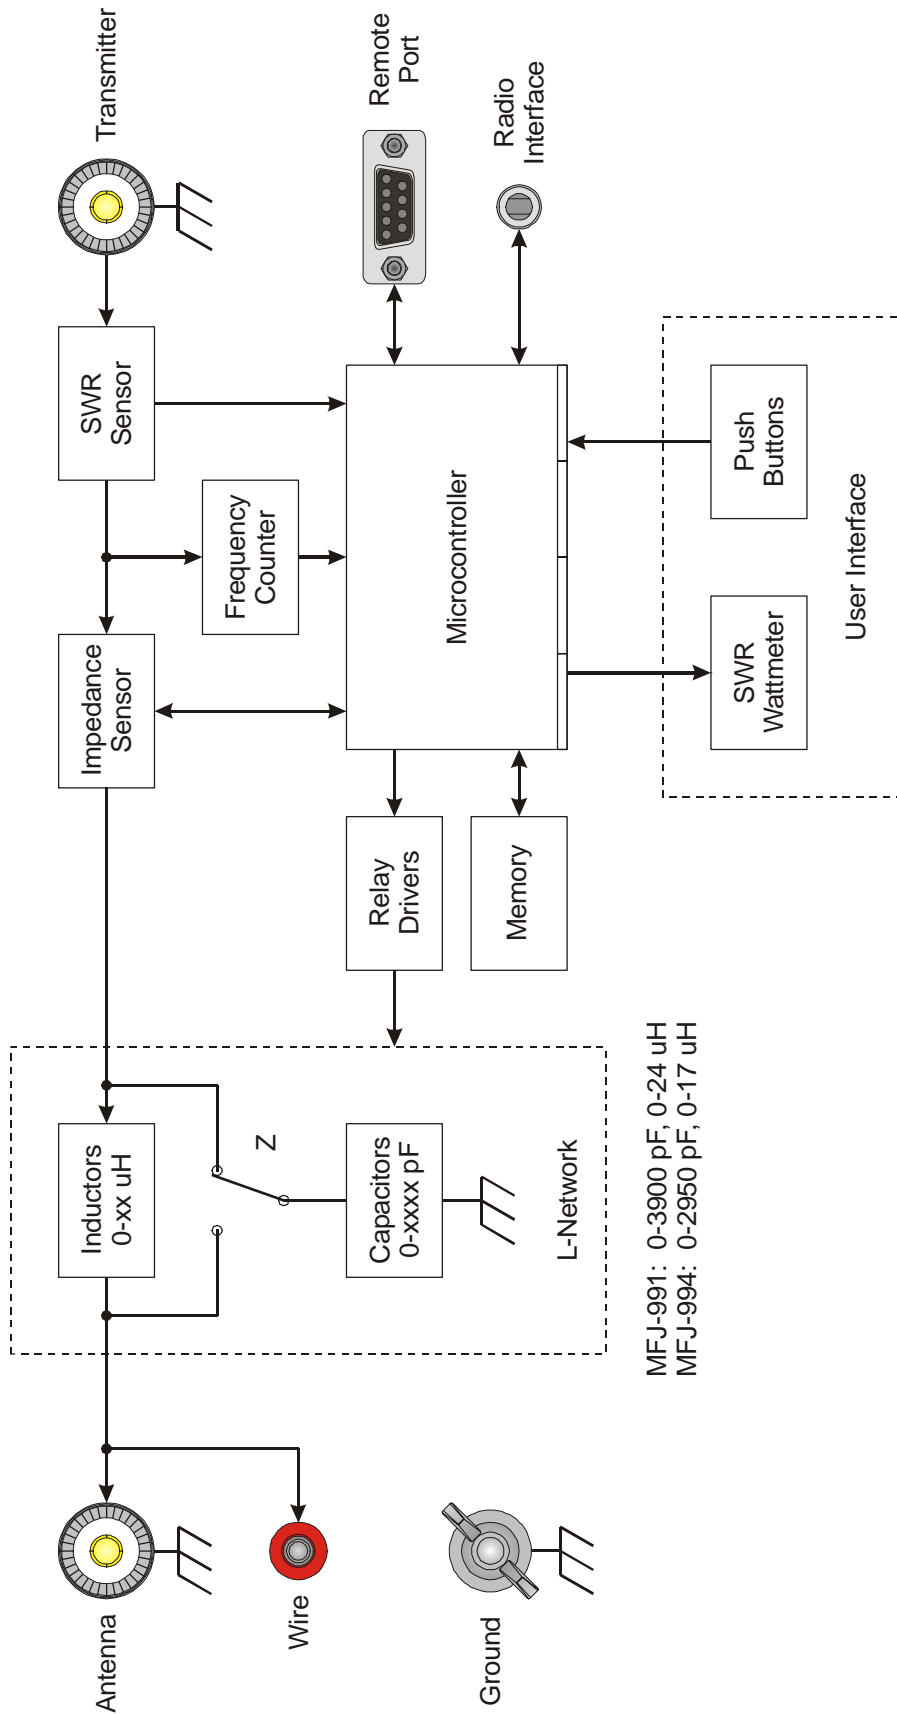 Antenna
Wire
Ground
Inductors
0-xx uH
Z
Capacitors
0-xxxx pF
L-Network
MFJ-991: 0-3900 pF, 0-24 uH
MFJ-994: 0-2950 pF, 0-17 uH
Impedance
Sensor
Frequency
Counter
SWR
Sensor
Transmitter
Relay
Drivers
Memory
Microcontroller
Remote
Port
Radio
Interface
SWR
Wattmeter
Push
Buttons
User Interface